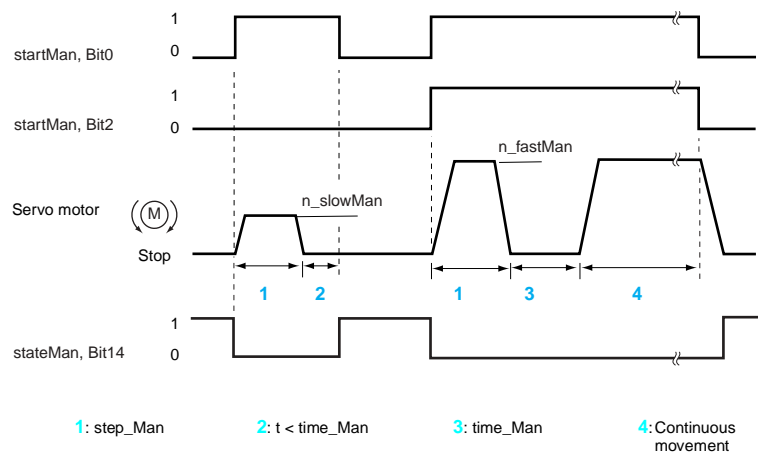 1
startMan, Bit0
0
1
startMan, Bit2
0
n_fastMan
n_slowMan
Servo motor
M
Stop
1 2 1 3 4
1
stateMan, Bit14
0
1: step_Man 2: t < time_Man 3: time_Man 4: Continuous
movement